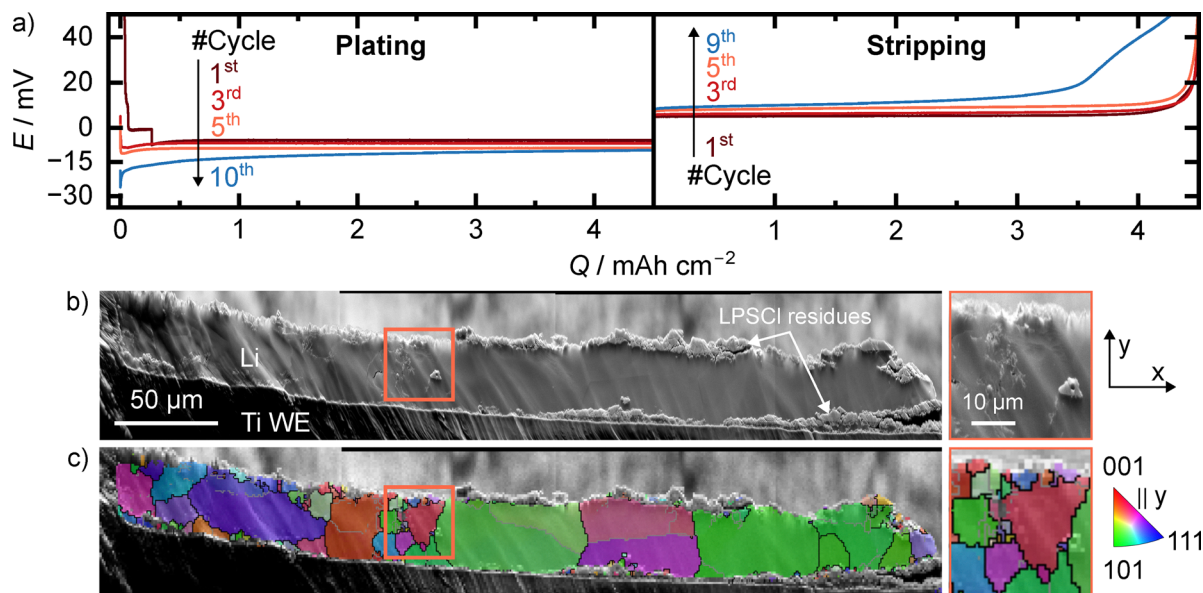 a)
E / mV
40
20
0
−15
−30
#Cycle
1st
3rd
5th
10th
Plating
Stripping
9th
5th
3rd
1st
#Cycle
0 1 2 3 4 1 2 3 4
Q / mAh cm−2
b)
LPSCl residues
Li
50 µm
Ti WE
10 µm
y
x
c)
001
|| y
111
101